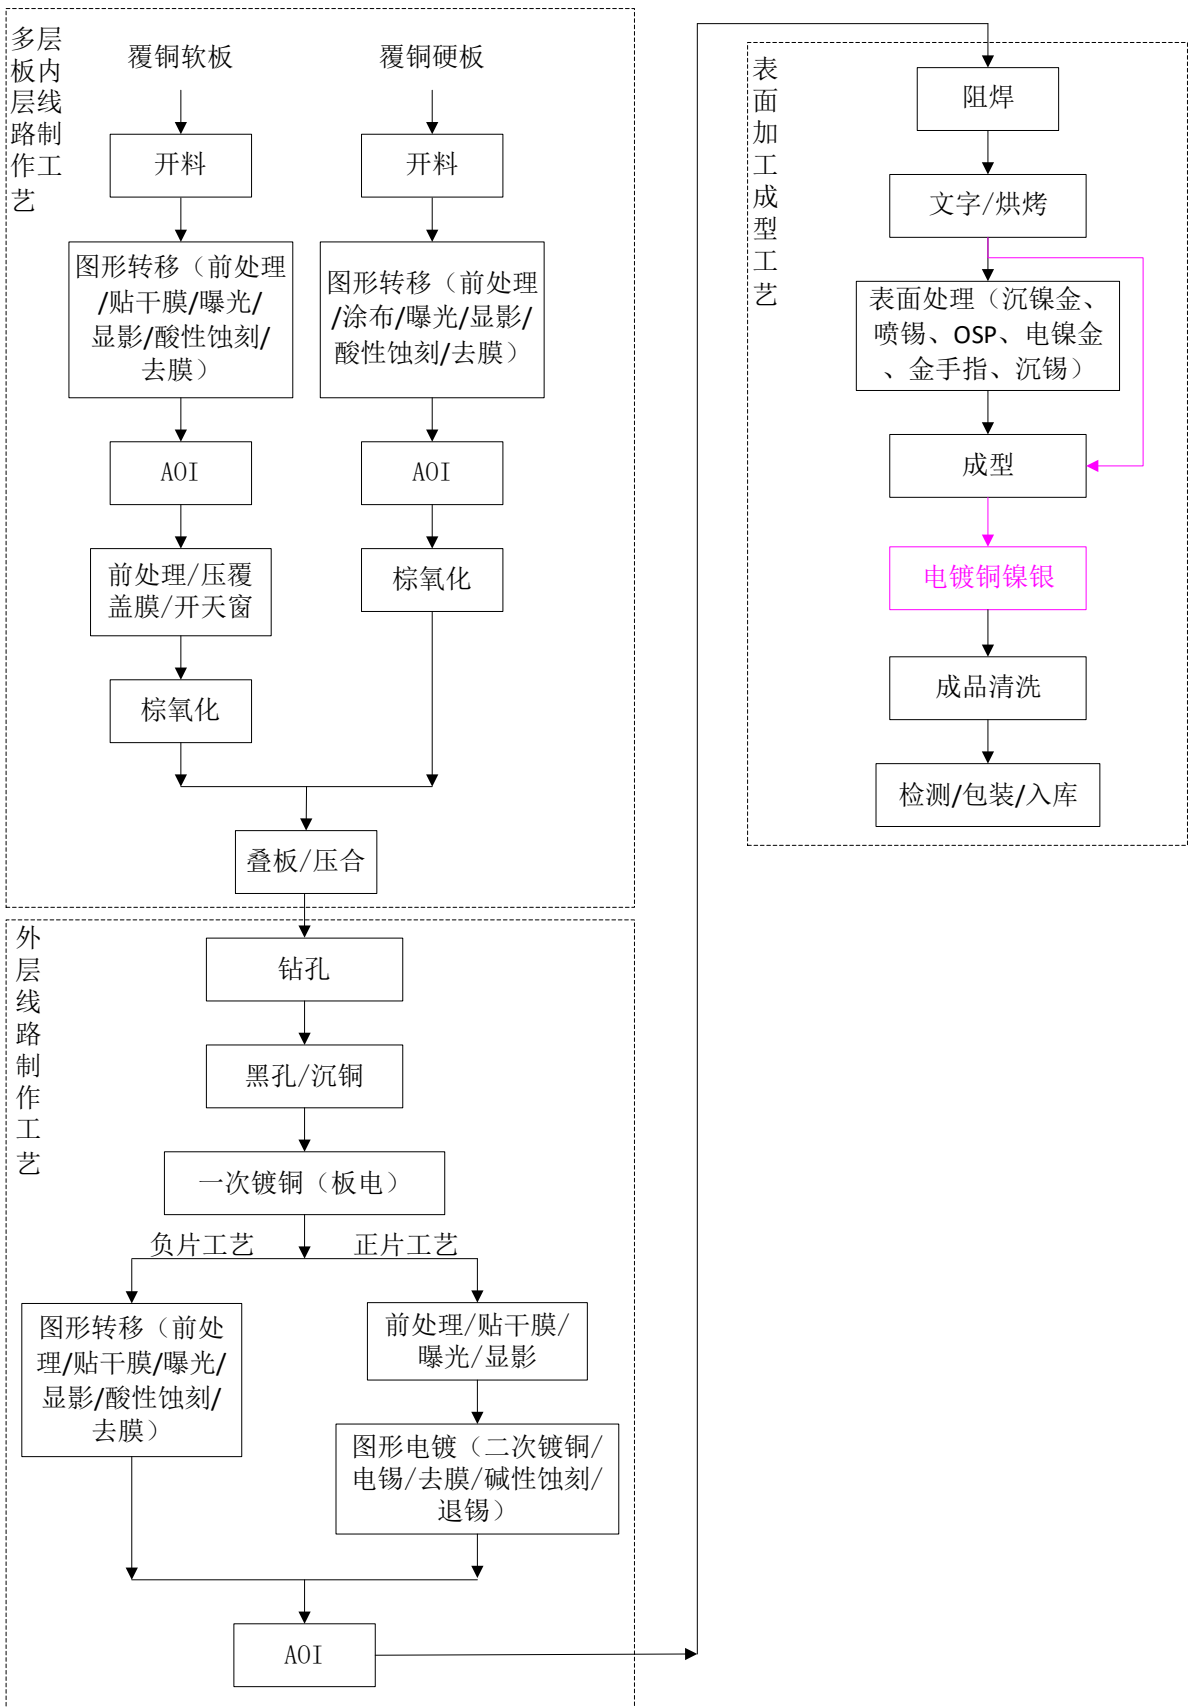 多层
板内
层线
路制
作工
艺
覆铜软板
覆铜硬板
开料
开料
图形转移（前处理
/贴干膜/曝光/
显影/酸性蚀刻/
去膜）
图形转移（前处理
/涂布/曝光/显影/
酸性蚀刻/去膜）
AOI
AOI
前处理/压覆
盖膜/开天窗
棕氧化
棕氧化
叠板/压合
外
层
线
路
制
作
工
艺
钻孔
黑孔/沉铜
一次镀铜（板电）
负片工艺
正片工艺
图形转移（前处
理/贴干膜/曝光/
显影/酸性蚀刻/
去膜）
前处理/贴干膜/
曝光/显影
图形电镀（二次镀铜/
电锡/去膜/碱性蚀刻/
退锡）
AOI
表
面
加
工
成
型
工
艺
阻焊
文字/烘烤
表面处理（沉镍金、
喷锡、OSP、电镍金
、金手指、沉锡）
成型
电镀铜镍银
成品清洗
检测/包装/入库